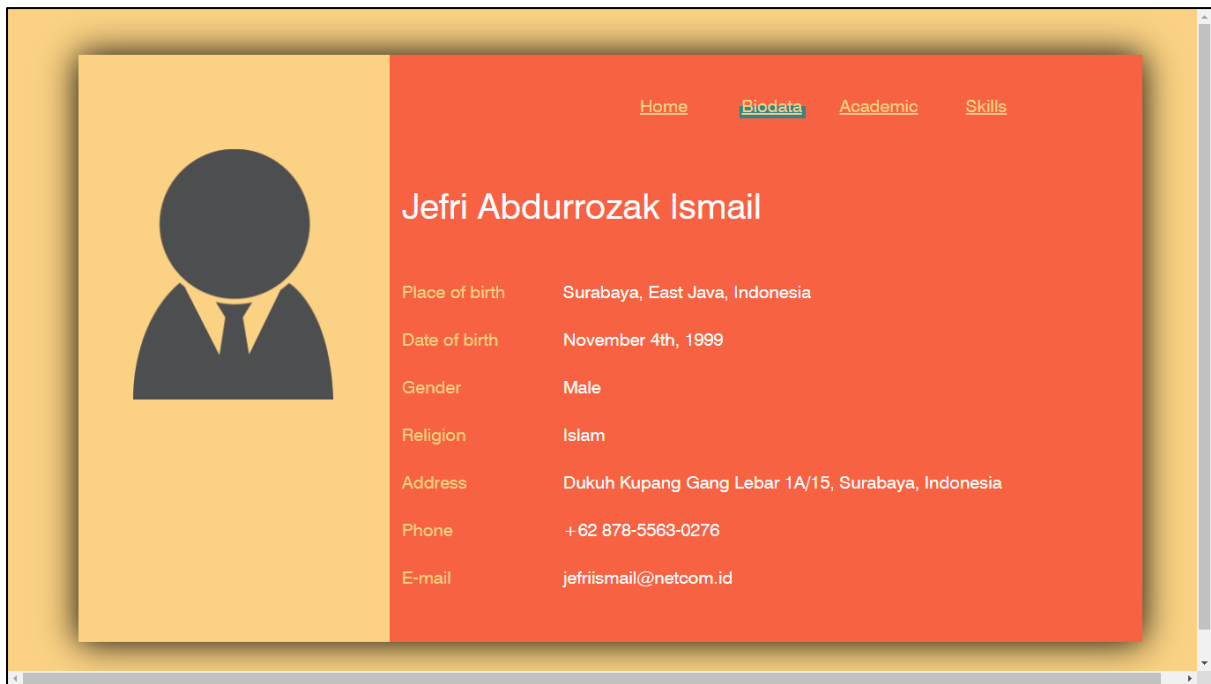 Home Biodata Academic Skills
Jefri Abdurrozak Ismail
Place of birth Surabaya, East Java, Indonesia
Date of birth November 4th, 1999
Gender Male
Religion Islam
Address Dukuh Kupang Gang Lebar 1A/15, Surabaya, Indonesia
Phone +62 878-5563-0276
E-mail jefriismail@netcom.id